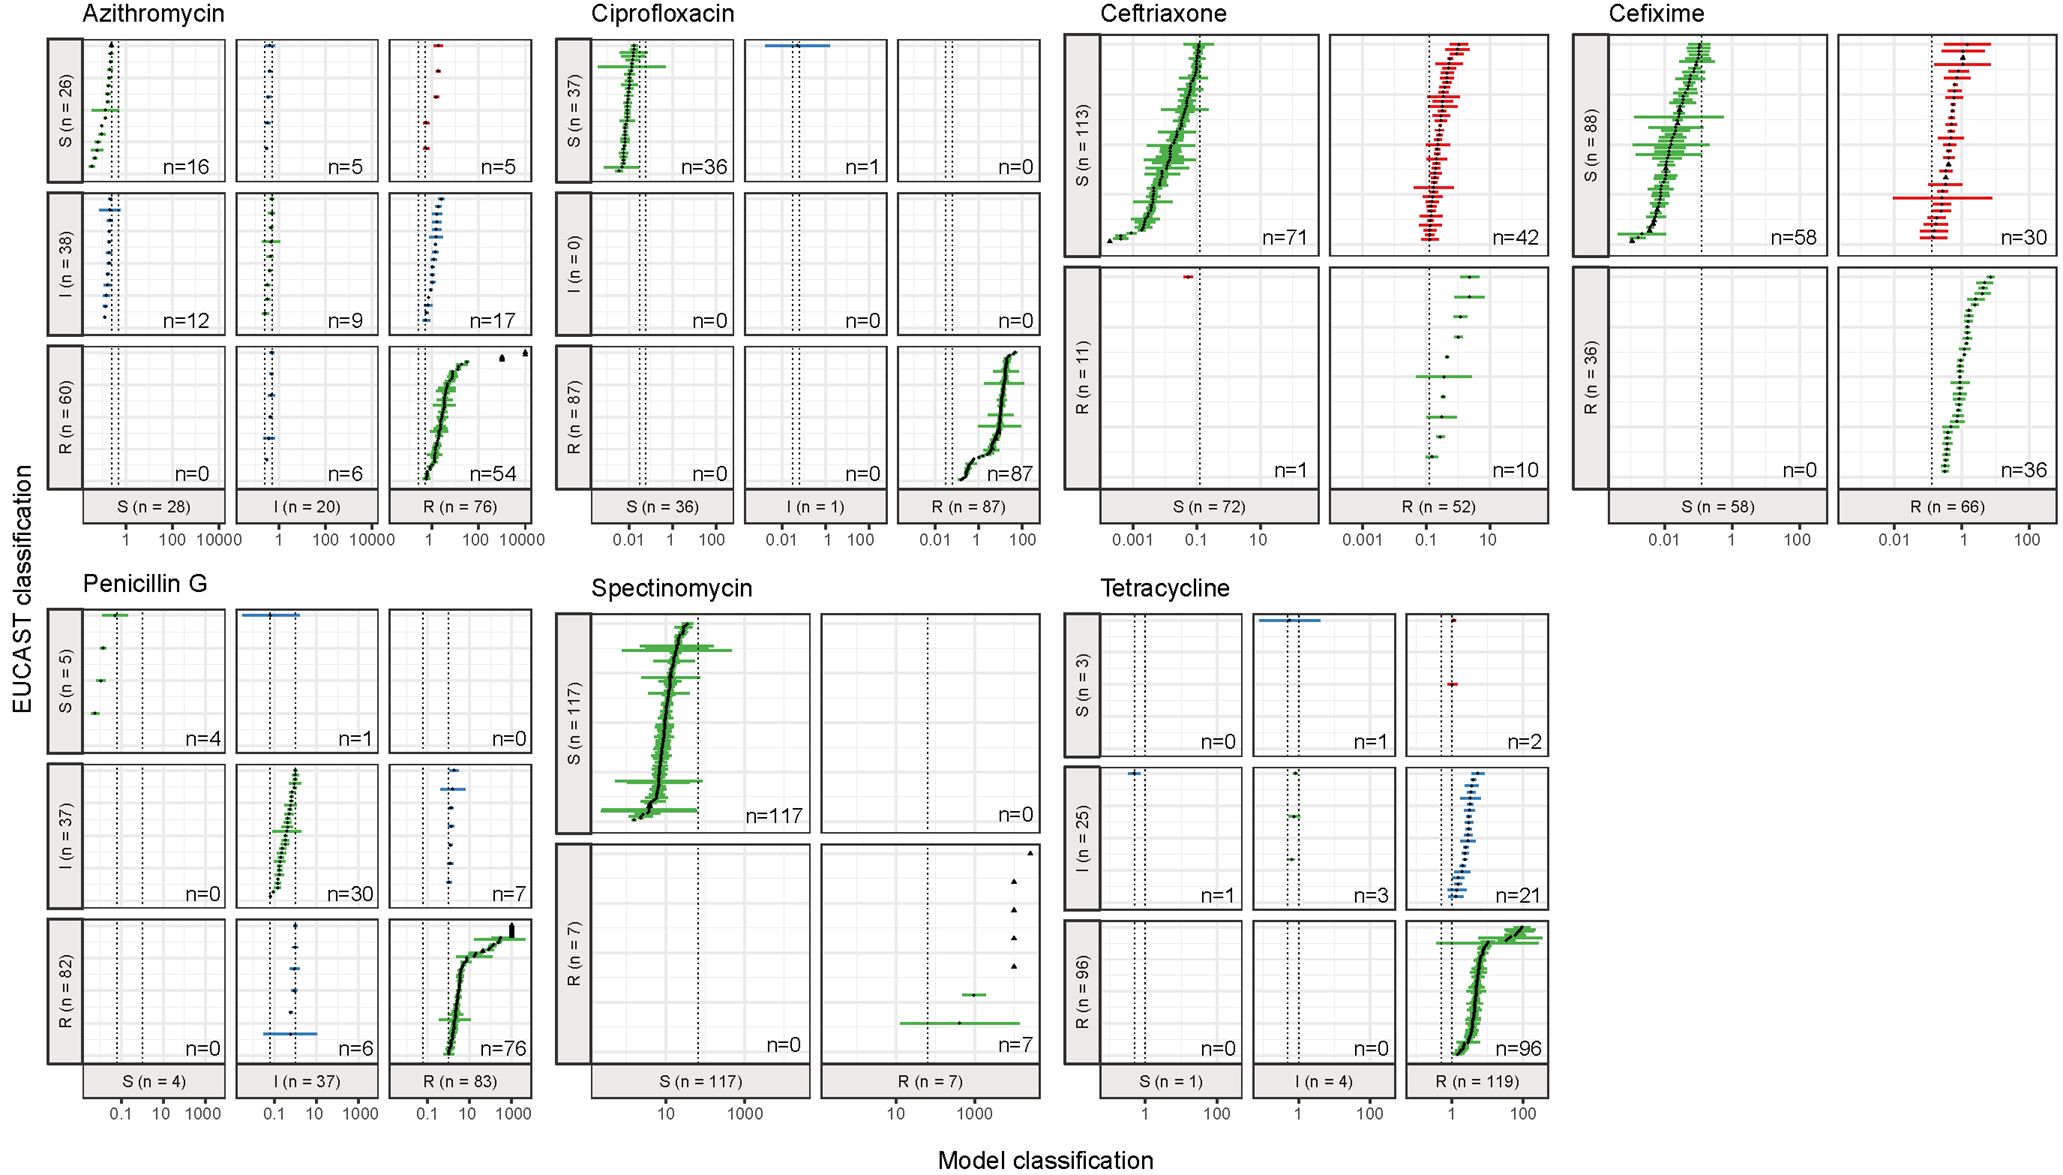 Azithromycin
S (n = 26)
n=16
n=5
n=5
I (n = 38)
n=12
n=9
n=17
R (n = 60)
n=0
n=6
n=54
S (n = 28)
I (n = 20)
R (n = 76)
1 100 10000
1 100 10000
1 100 10000
Ciprofloxacin
S (n = 37)
n=36
n=1
n=0
I (n = 0)
n=0
n=0
n=0
R (n = 87)
n=0
n=0
n=87
S (n = 36)
I (n = 1)
R (n = 87)
0.01 1 100
0.01 1 100
0.01 1 100
Ceftriaxone
S (n = 113)
n=71
n=42
R (n = 11)
n=1
n=10
S (n = 72)
R (n = 52)
0.001 0.1 10
0.001 0.1 10
Cefixime
S (n = 88)
n=58
n=30
R (n = 36)
n=0
n=36
S (n = 58)
R (n = 66)
0.01 1 100
0.01 1 100
EUCAST classification
Penicillin G
S (n = 5)
n=4
n=1
n=0
I (n = 37)
n=0
n=30
n=7
R (n = 82)
n=0
n=6
n=76
S (n = 4)
I (n = 37)
R (n = 83)
0.1 10 1000
0.1 10 1000
0.1 10 1000
Spectinomycin
S (n = 117)
n=117
n=0
R (n = 7)
n=0
n=7
S (n = 117)
R (n = 7)
10 1000
10 1000
Tetracycline
S (n = 3)
n=0
n=1
n=2
I (n = 25)
n=1
n=3
n=21
R (n = 96)
n=0
n=0
n=96
S (n = 1)
I (n = 4)
R (n = 119)
1 100
1 100
1 100
Model classification